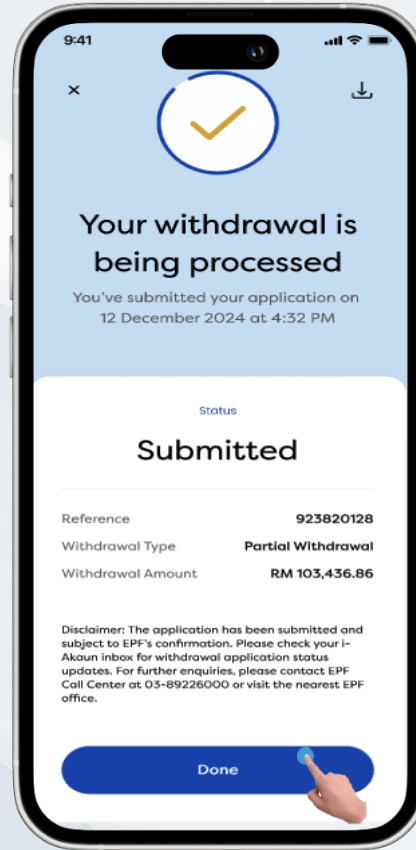 9:41
Your withdrawal is
being processed
You've submitted your application on
12 December 2024 at 4:32 PM
Status
Submitted
Reference 923820128
Withdrawal Type Partial Withdrawal
Withdrawal Amount RM 103,436.86
Disclaimer: The application has been submitted and
subject to EPF's confirmation. Please check your i-
Akaun inbox for withdrawal application status
updates. For further enquiries, please contact EPF
Call Center at 03-89226000 or visit the nearest EPF
office.
Done